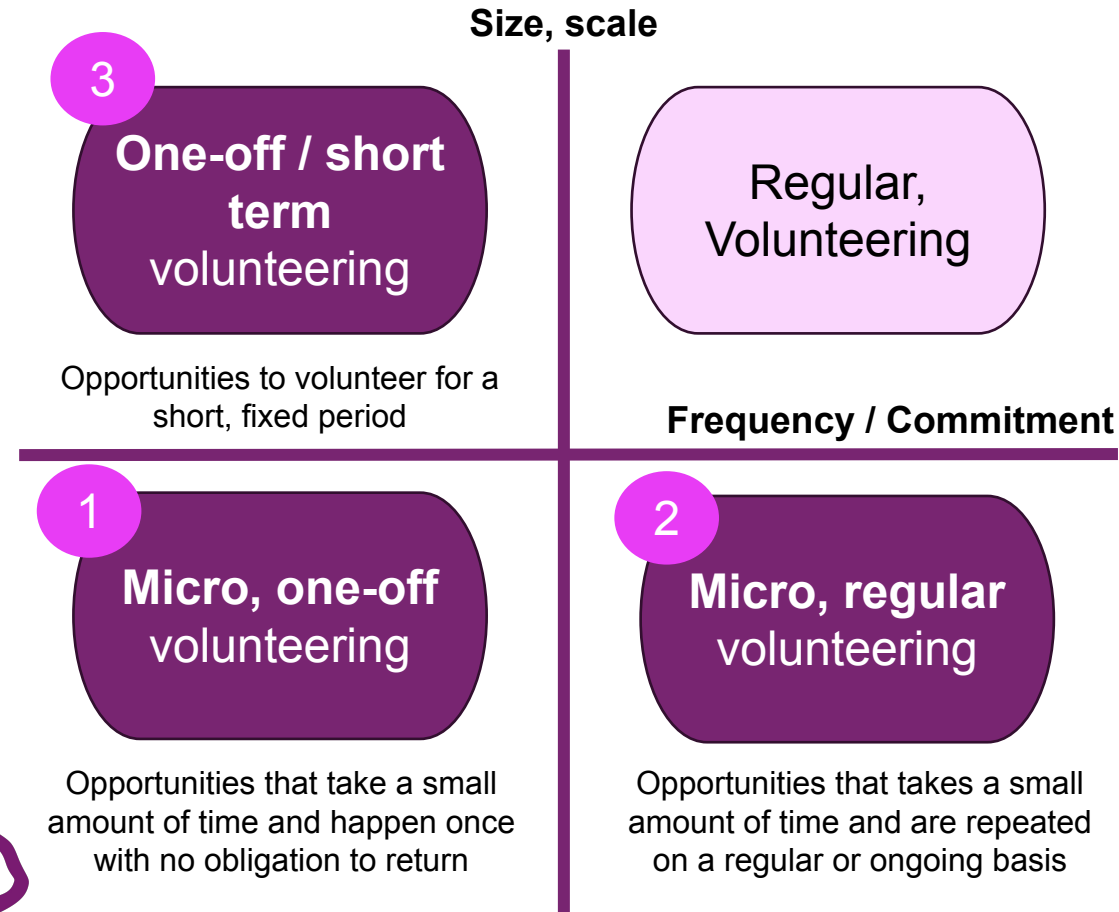 Size, scale
3
One-off / short
term
volunteering
Opportunities to volunteer for a
short, fixed period
Regular,
Volunteering
Frequency / Commitment
1
Micro, one-off
volunteering
Opportunities that take a small
amount of time and happen once
with no obligation to return
2
Micro, regular
volunteering
Opportunities that takes a small
amount of time and are repeated
on a regular or ongoing basis